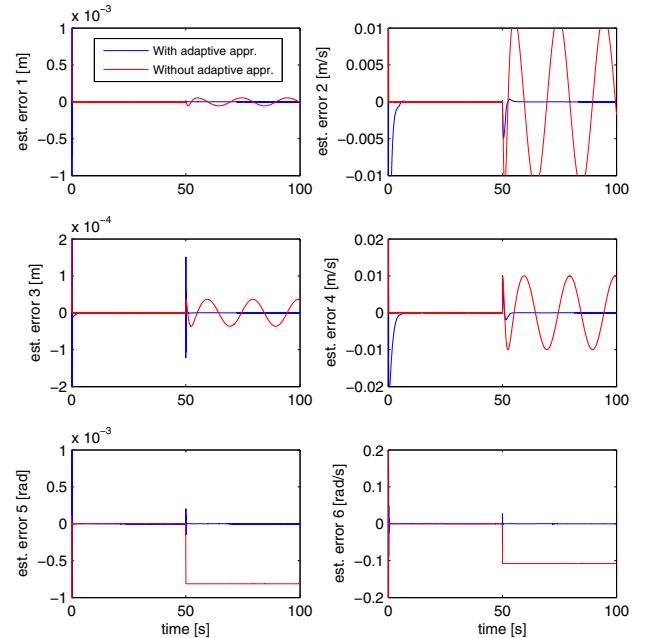 x 10⁻³
With adaptive appr.
Without adaptive appr.
est. error 1 [m]
1
0.5
0
−0.5
−1
0 50 100
est. error 2 [m/s]
0.01
0.005
0
−0.005
−0.01
0 50 100
x 10⁻⁴
est. error 3 [m]
2
1
0
−1
−2
0 50 100
est. error 4 [m/s]
0.02
0.01
0
−0.01
0.02
0 50 100
x 10⁻³
est. error 5 [rad]
1
0.5
0
−0.5
−1
0 50 100
time [s]
est. error 6 [rad/s]
0.2
0.1
0
−0.1
−0.2
0 50 100
time [s]